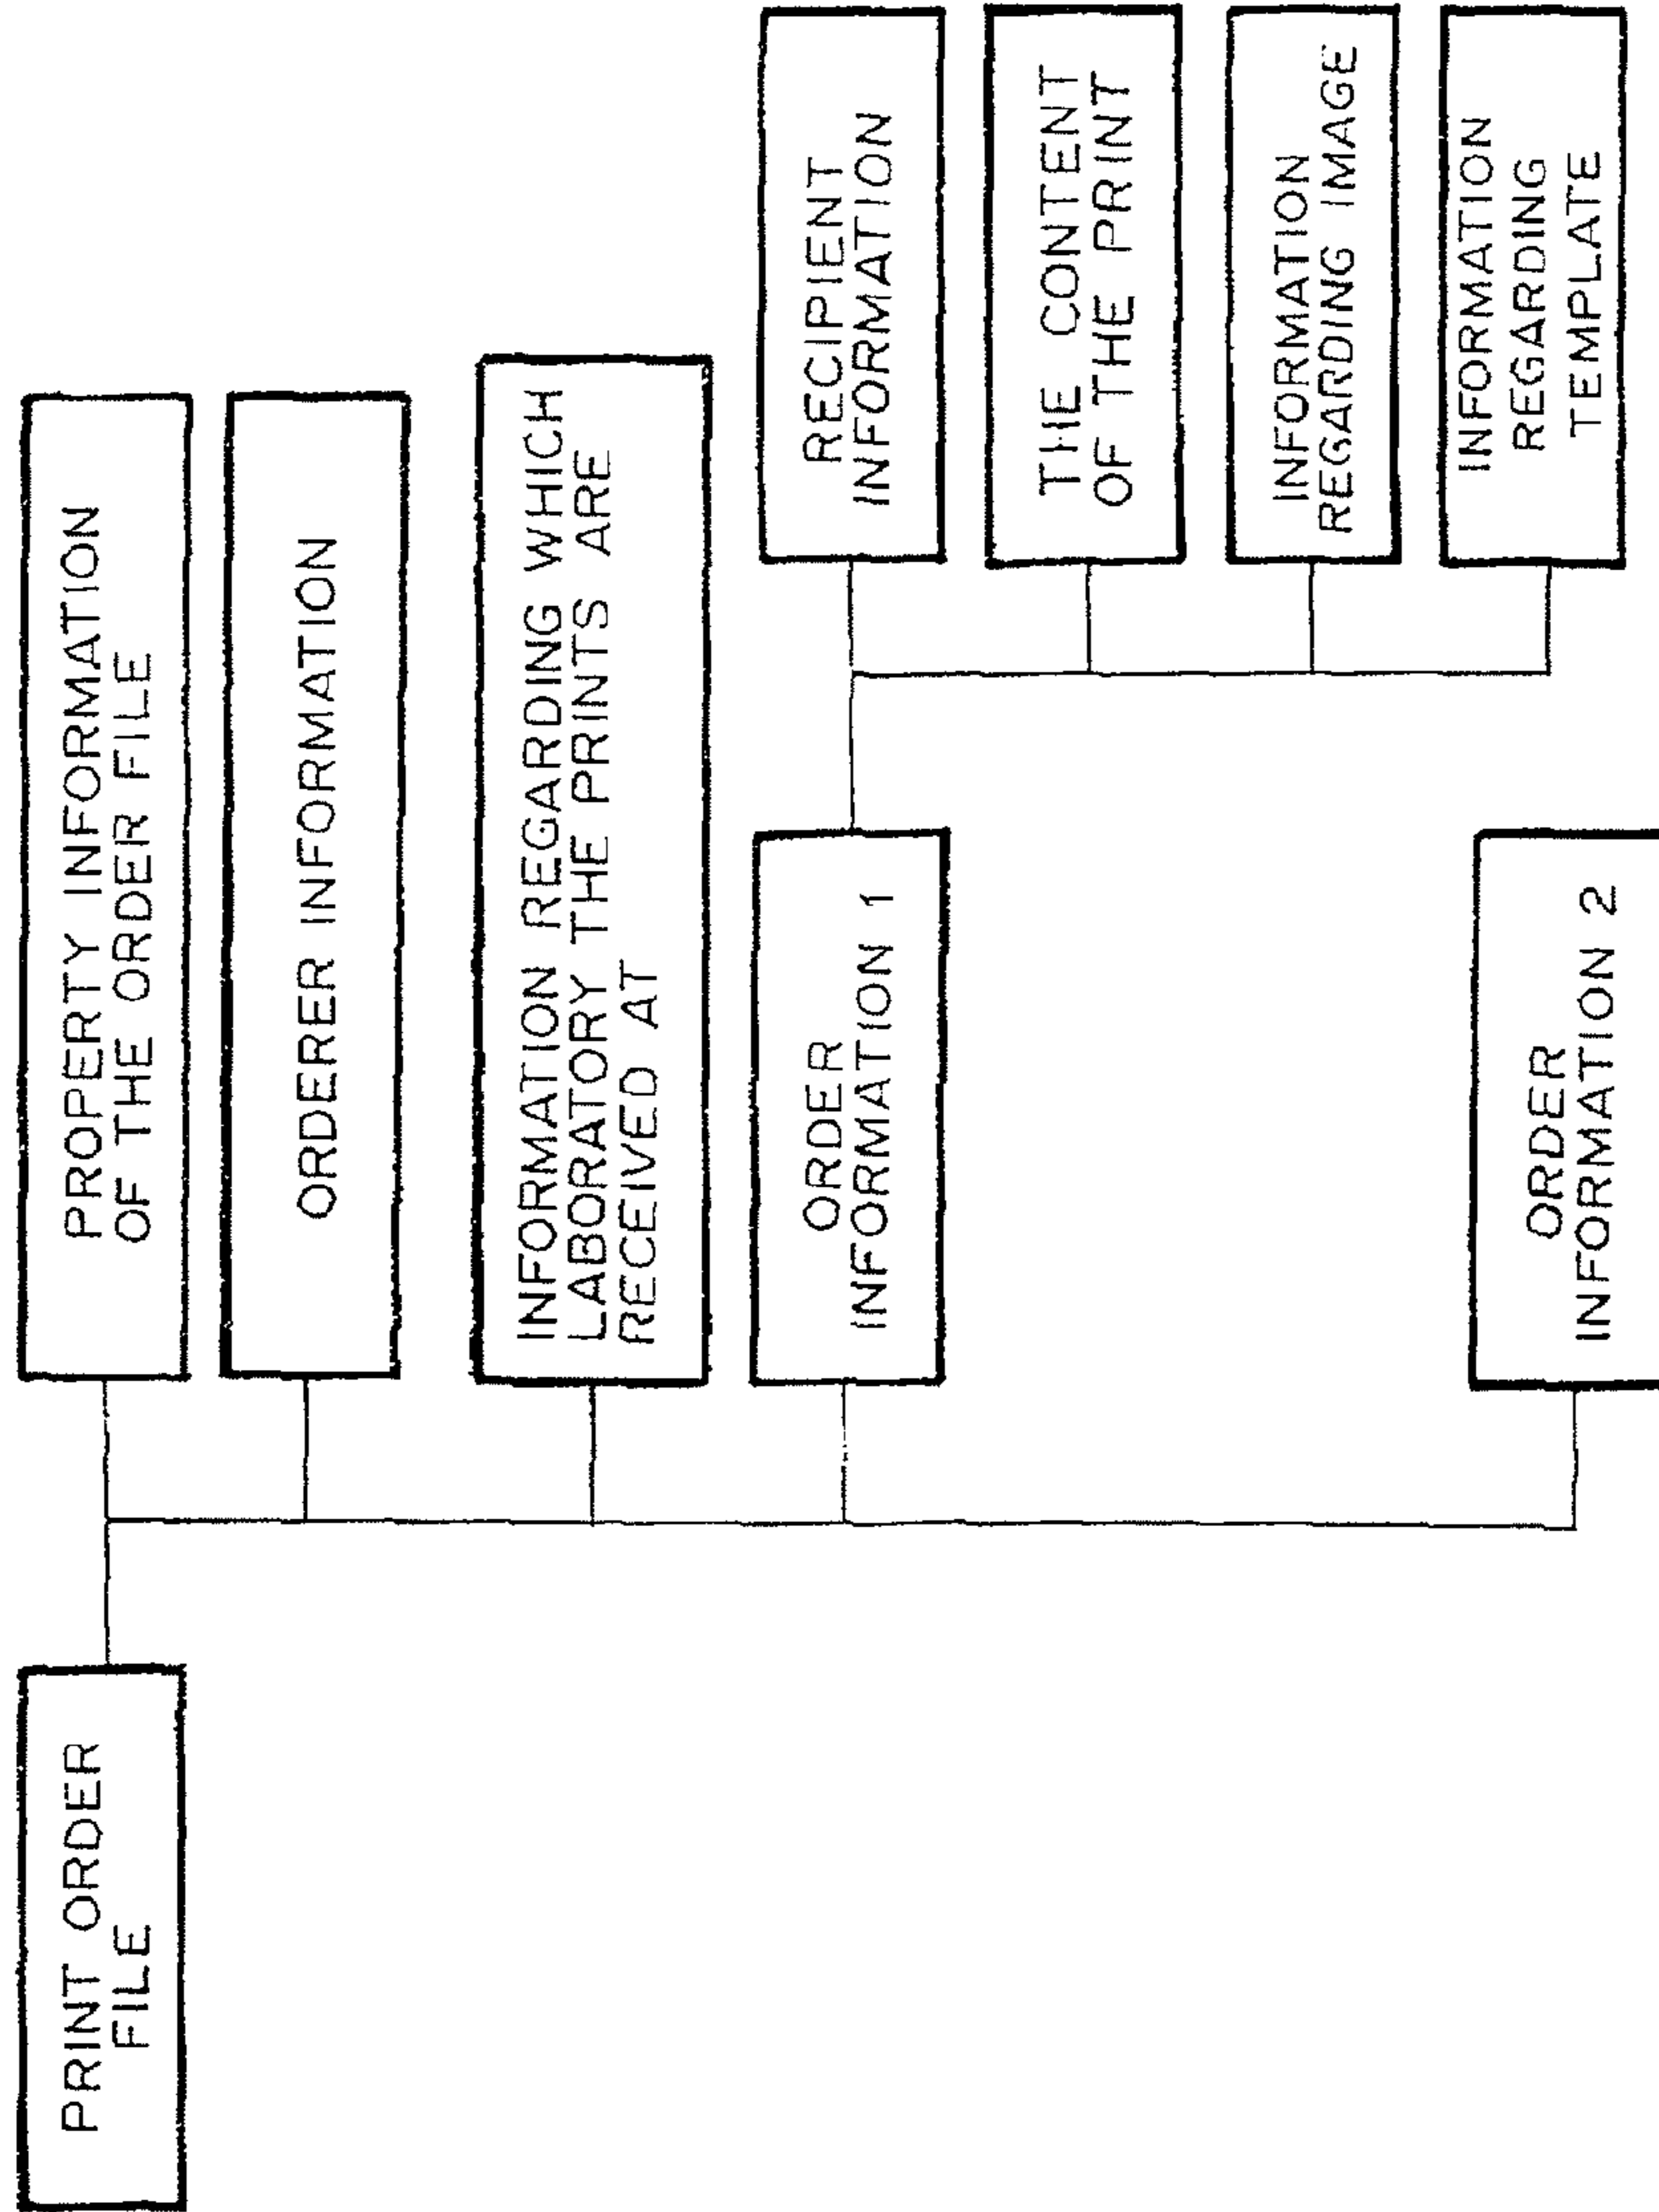 PRINT ORDER
FILE
PROPERTY INFORMATION
OF THE ORDER FILE
ORDERER INFORMATION
INFORMATION REGARDING WHICH
LABORATORY THE PRINTS ARE
RECEIVED AT
ORDER
INFORMATION 1
RECIPIENT
INFORMATION
THE CONTENT
OF THE PRINT
INFORMATION
REGARDING IMAGE
INFORMATION
REGARDING
TEMPLATE
ORDER
INFORMATION 2